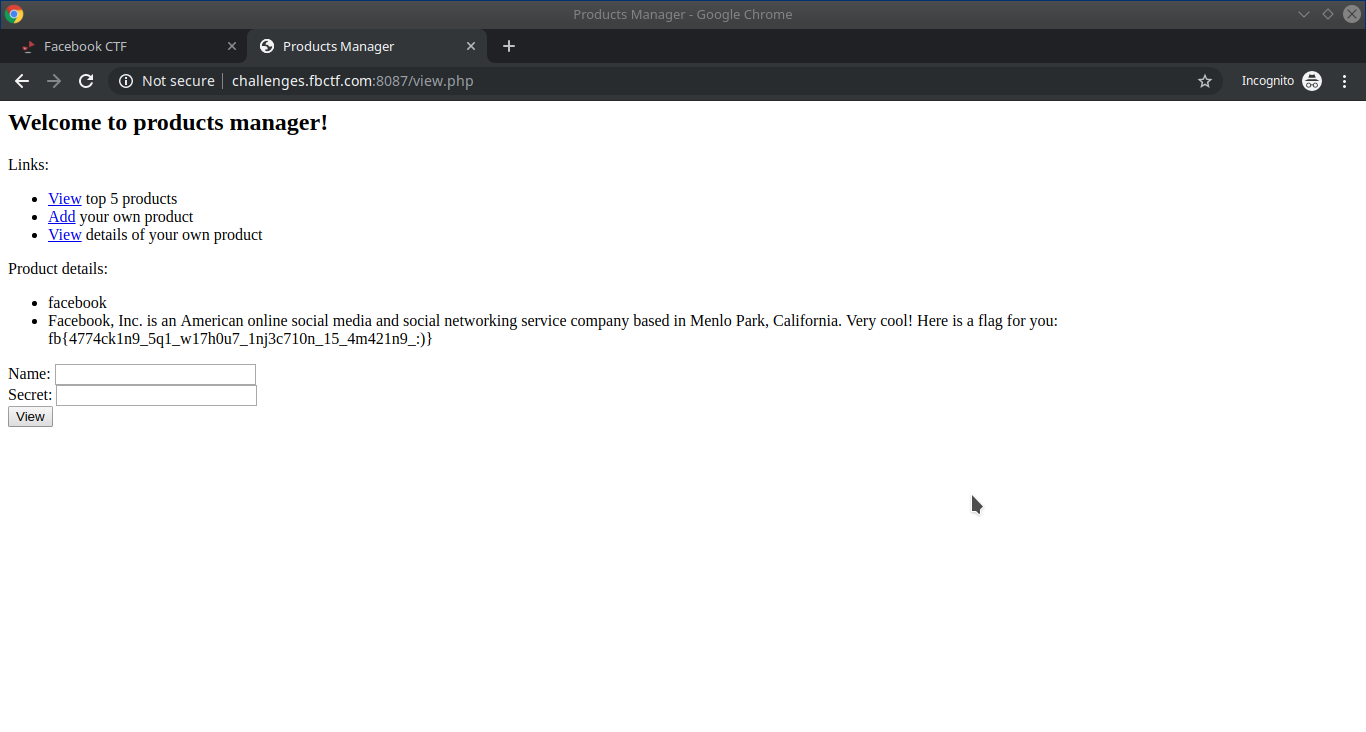 Products Manager - Google Chrome
Facebook CTF
Products Manager
Not secure
challenges.fbctf.com:8087/view.php
Incognito
Welcome to products manager!
Links:
View top 5 products
Add your own product
View details of your own product
Product details:
facebook
Facebook, Inc. is an American online social media and social networking service company based in Menlo Park, California. Very cool! Here is a flag for you:
fb{4774ck1n9_5q1_w17h0u7_1nj3c710n_15_4m421n9_:)}
Name:
Secret:
View